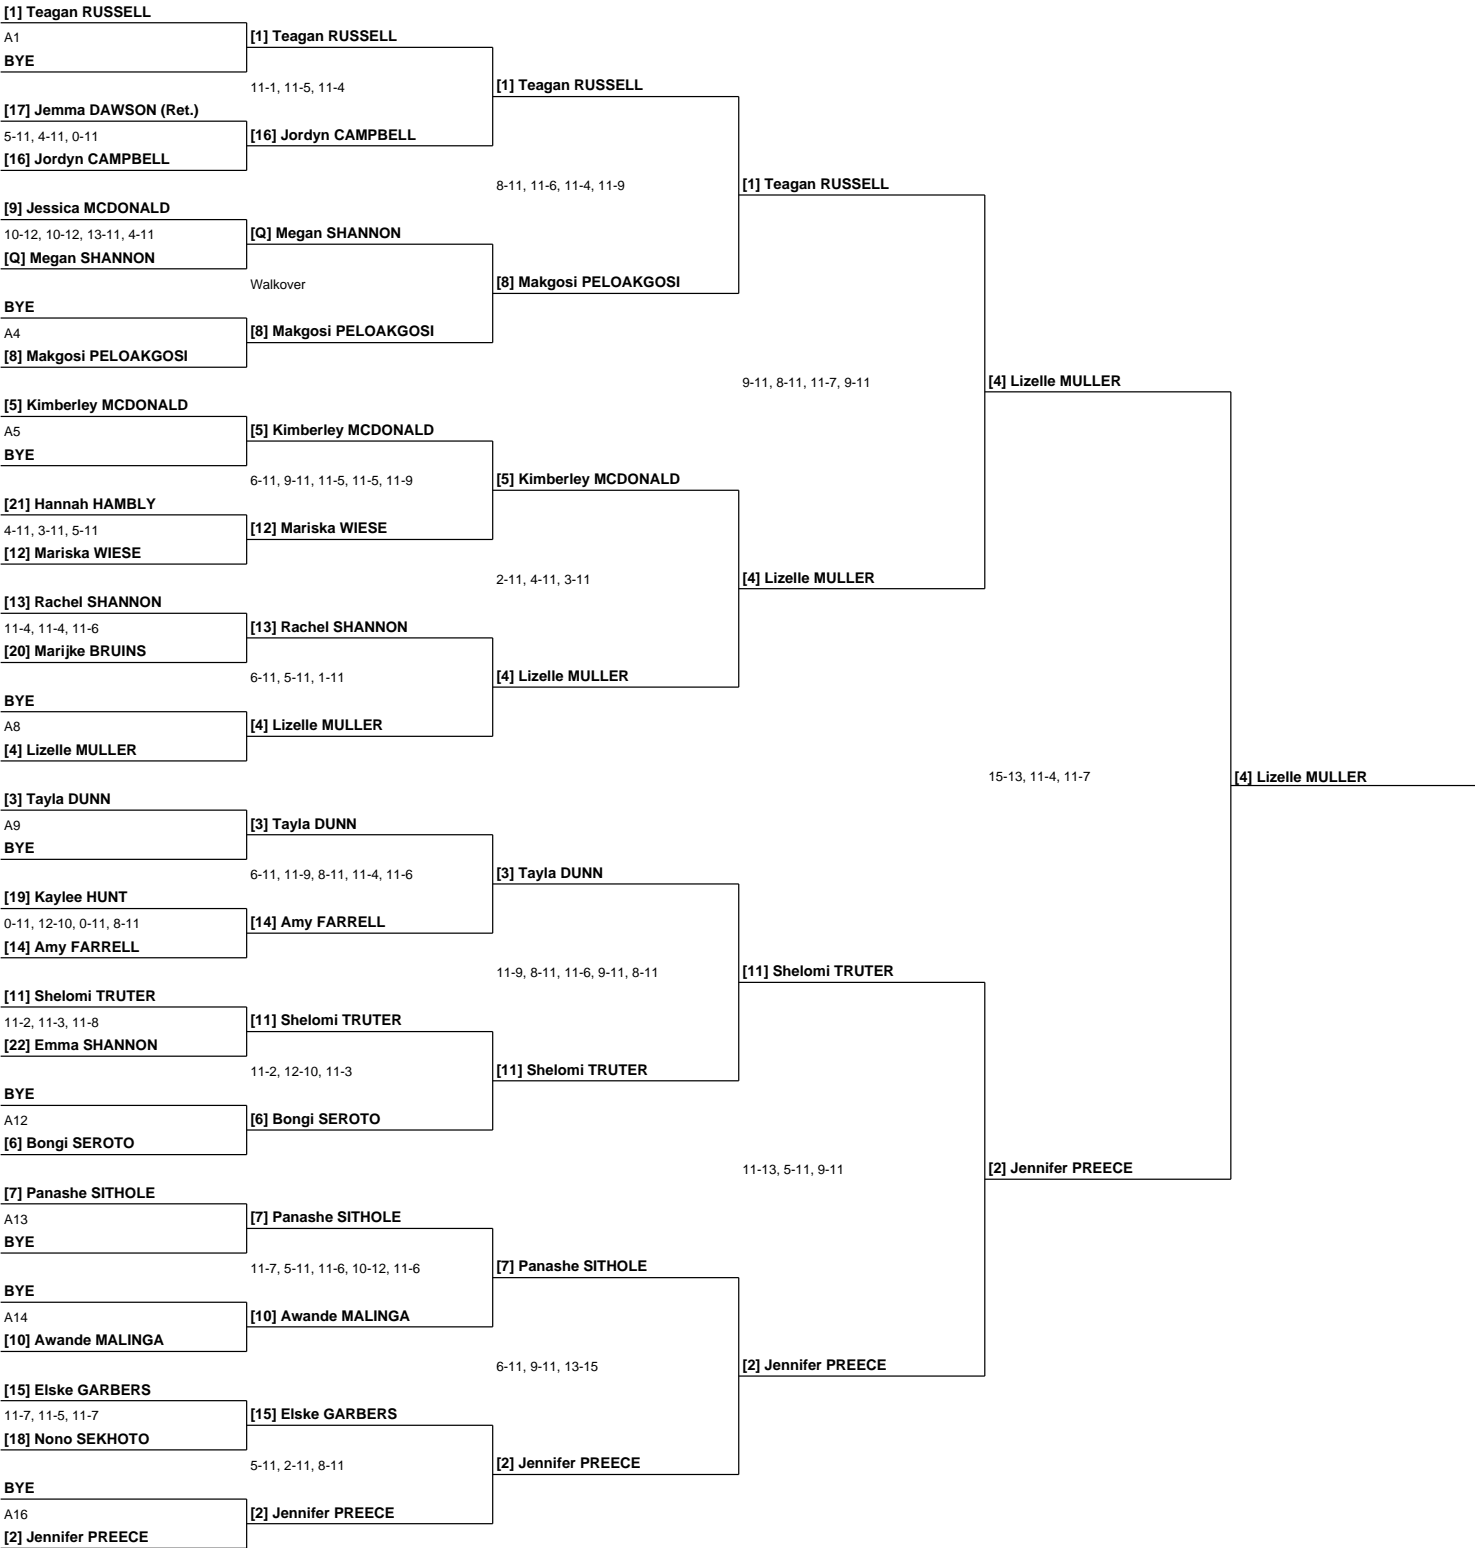 [1] Teagan RUSSELL
A1
BYE
[17] Jemma DAWSON (Ret.)
5-11, 4-11, 0-11
[16] Jordyn CAMPBELL
[9] Jessica MCDONALD
10-12, 10-12, 13-11, 4-11
[Q] Megan SHANNON
BYE
A4
[8] Makgosi PELOAKGOSI
[5] Kimberley MCDONALD
A5
BYE
[21] Hannah HAMBLY
4-11, 3-11, 5-11
[12] Mariska WIESE
[13] Rachel SHANNON
11-4, 11-4, 11-6
[20] Marijke BRUINS
BYE
A8
[4] Lizelle MULLER
[3] Tayla DUNN
A9
BYE
[19] Kaylee HUNT
0-11, 12-10, 0-11, 8-11
[14] Amy FARRELL
[11] Shelomi TRUTER
11-2, 11-3, 11-8
[22] Emma SHANNON
BYE
A12
[6] Bongi SEROTO
[7] Panashe SITHOLE
A13
BYE
BYE
A14
[10] Awande MALINGA
[15] Elske GARBERS
11-7, 11-5, 11-7
[18] Nono SEKHOTO
BYE
A16
[2] Jennifer PREECE
[1] Teagan RUSSELL
11-1, 11-5, 11-4
[16] Jordyn CAMPBELL
[Q] Megan SHANNON
Walkover
[8] Makgosi PELOAKGOSI
[5] Kimberley MCDONALD
6-11, 9-11, 11-5, 11-5, 11-9
[12] Mariska WIESE
[13] Rachel SHANNON
6-11, 5-11, 1-11
[4] Lizelle MULLER
[3] Tayla DUNN
6-11, 11-9, 8-11, 11-4, 11-6
[14] Amy FARRELL
[11] Shelomi TRUTER
11-2, 12-10, 11-3
[6] Bongi SEROTO
[7] Panashe SITHOLE
11-7, 5-11, 11-6, 10-12, 11-6
[10] Awande MALINGA
[15] Elske GARBERS
5-11, 2-11, 8-11
[2] Jennifer PREECE
[1] Teagan RUSSELL
8-11, 11-6, 11-4, 11-9
[8] Makgosi PELOAKGOSI
[5] Kimberley MCDONALD
2-11, 4-11, 3-11
[4] Lizelle MULLER
[3] Tayla DUNN
11-9, 8-11, 11-6, 9-11, 8-11
[11] Shelomi TRUTER
[7] Panashe SITHOLE
6-11, 9-11, 13-15
[2] Jennifer PREECE
[1] Teagan RUSSELL
9-11, 8-11, 11-7, 9-11
[4] Lizelle MULLER
[11] Shelomi TRUTER
11-13, 5-11, 9-11
[2] Jennifer PREECE
[4] Lizelle MULLER
15-13, 11-4, 11-7
[2] Jennifer PREECE
[4] Lizelle MULLER